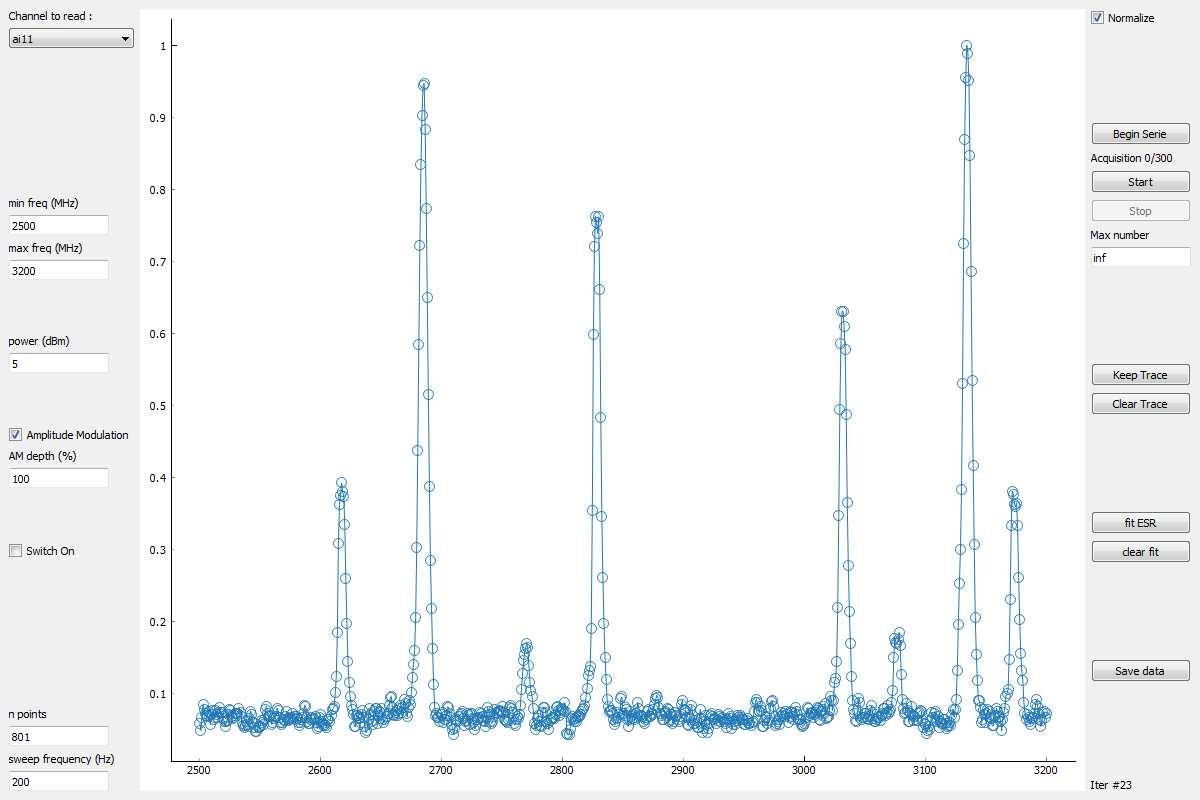 Channel to read :
ai11
min freq (MHz)
2500
max freq (MHz)
3200
power (dBm)
5
Amplitude Modulation
AM depth (%)
100
Switch On
n points
801
sweep frequency (Hz)
200
1
0.9
0.8
0.7
0.6
0.5
0.4
0.3
0.2
0.1
2500 2600 2700 2800 2900 3000 3100 3200
Normalize
Begin Serie
Acquisition 0/300
Start
Stop
Max number
inf
Keep Trace
Clear Trace
fit ESR
clear fit
Save data
Iter #23